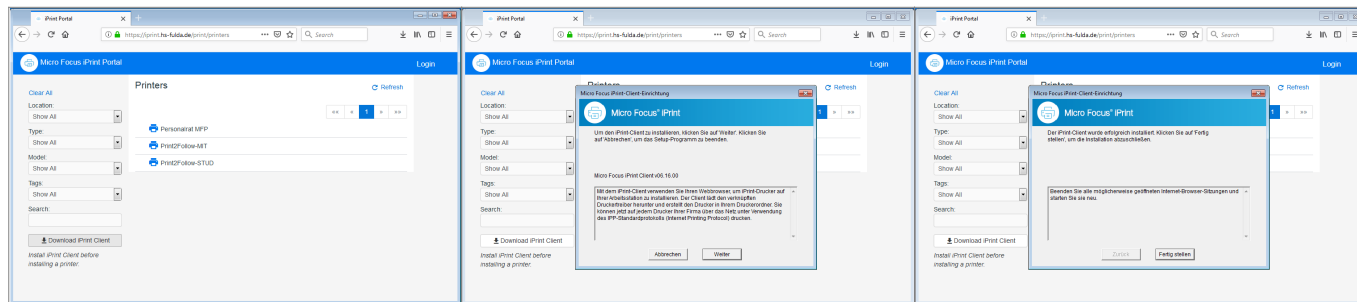 iPrint Portal
https://iprint.hs-fulda.de/print/printers
Search
Micro Focus iPrint Portal
Login
Clear All
Location:
Show All
Type:
Show All
Model:
Show All
Tags:
Show All
Search:
Download iPrint Client
Install iPrint Client before
installing a printer.
Printers
Refresh
«« « 1 » »»
Personalrat MFP
Print2Follow-MIT
Print2Follow-STUD
iPrint Portal
https://iprint.hs-fulda.de/print/printers
Search
Micro Focus iPrint Portal
Login
Clear All
Location:
Show All
Type:
Show All
Model:
Show All
Tags:
Show All
Search:
Download iPrint Client
Install iPrint Client before
installing a printer.
Printers
Refresh
Micro Focus iPrint-Client-Einrichtung
Micro Focus® iPrint
Um den iPrint-Client zu installieren, klicken Sie auf 'Weiter'. Klicken Sie
auf 'Abbrechen', um das Setup-Programm zu beenden.
Micro Focus iPrint Client v06.16.00
Mit dem iPrint-Client verwenden Sie Ihren Webbrowser, um iPrint-Drucker auf
Ihrer Arbeitsstation zu installieren. Der Client lädt den verknüpften
Druckertreiber herunter und erstellt den Drucker in Ihrem Druckerordner. Sie
können jetzt auf jedem Drucker Ihrer Firma über das Netz unter Verwendung
des IPP-Standardprotokolls (Internet Printing Protocol) drucken.
Abbrechen
Weiter
1 » »»
iPrint Portal
https://iprint.hs-fulda.de/print/printers
Search
Micro Focus iPrint Portal
Login
Clear All
Location:
Show All
Type:
Show All
Model:
Show All
Tags:
Show All
Search:
Download iPrint Client
Install iPrint Client before
installing a printer.
Printers
Refresh
Micro Focus iPrint-Client-Einrichtung
Micro Focus® iPrint
Der iPrint-Client wurde erfolgreich installiert. Klicken Sie auf 'Fertig
stellen', um die Installation abzuschließen.
Beenden Sie alle möglicherweise geöffneten Internet-Browser-Sitzungen und
starten Sie sie neu.
Zurück
Fertig stellen
1 » »»